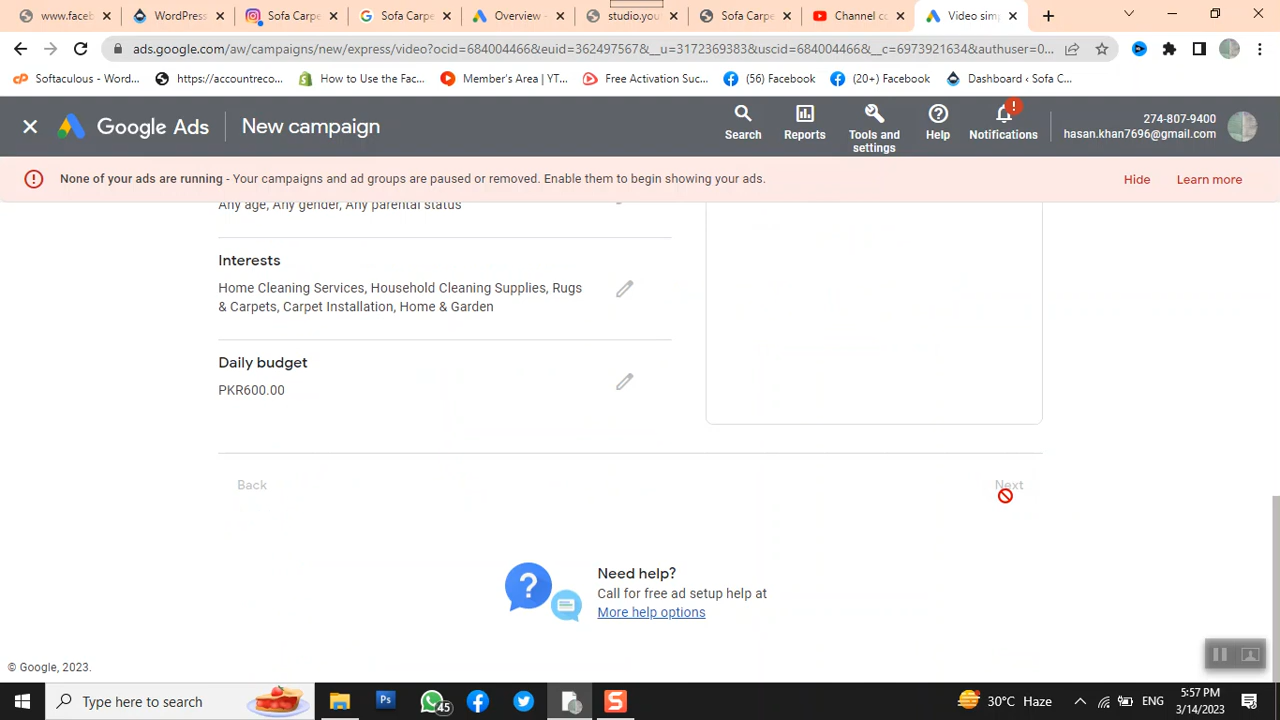 www.faceb
WordPress
Sofa Carpe
Sofa Carpe
Overview -
studio.you
Sofa Carp
Channel co
Video sim
ads.google.com/aw/campaigns/new/express/video?ocid=684004466&euid=362497567&__u=3172369383&uscid=684004466&__c=6973921634&authuser=0...
Softaculous - Word...
https://accountreco...
How to Use the Fac...
Member's Area | YT...
Free Activation Suc...
(56) Facebook
(20+) Facebook
Dashboard ‹ Sofa C...
Google Ads
New campaign
Search
Reports
Tools and
settings
Help
Notifications
274-807-9400
hasan.khan7696@gmail.com
None of your ads are running - Your campaigns and ad groups are paused or removed. Enable them to begin showing your ads.
Hide
Learn more
Any age, Any gender, Any parental status
Interests
Home Cleaning Services, Household Cleaning Supplies, Rugs
& Carpets, Carpet Installation, Home & Garden
Daily budget
PKR600.00
Back
Next
Need help?
Call for free ad setup help at
More help options
© Google, 2023.
Type here to search
Ps
45
S
30°C Haze
ENG
5:57 PM
3/14/2023